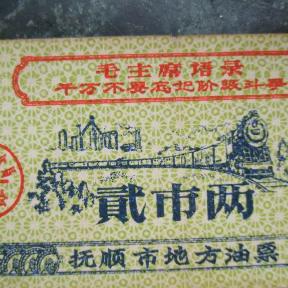 毛主席语录
千万不要忘记阶级斗争
贰市两
抚顺市地方油票